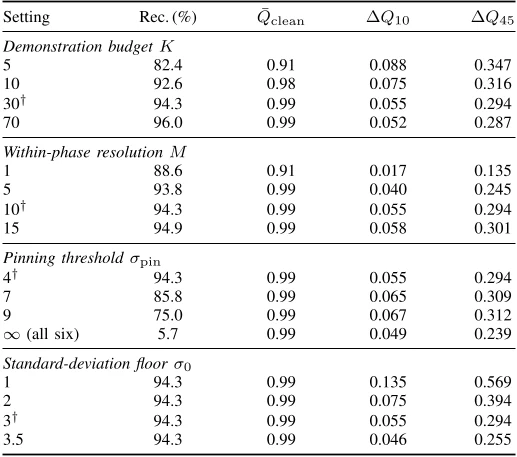 Setting Rec. (%) Q̄clean ΔQ10 ΔQ45
Demonstration budget K
5 82.4 0.91 0.088 0.347
10 92.6 0.98 0.075 0.316
30† 94.3 0.99 0.055 0.294
70 96.0 0.99 0.052 0.287
Within-phase resolution M
1 88.6 0.91 0.017 0.135
5 93.8 0.99 0.040 0.245
10† 94.3 0.99 0.055 0.294
15 94.9 0.99 0.058 0.301
Pinning threshold σpin
4† 94.3 0.99 0.055 0.294
7 85.8 0.99 0.065 0.309
9 75.0 0.99 0.067 0.312
∞ (all six) 5.7 0.99 0.049 0.239
Standard-deviation floor σ0
1 94.3 0.99 0.135 0.569
2 94.3 0.99 0.075 0.394
3† 94.3 0.99 0.055 0.294
3.5 94.3 0.99 0.046 0.255